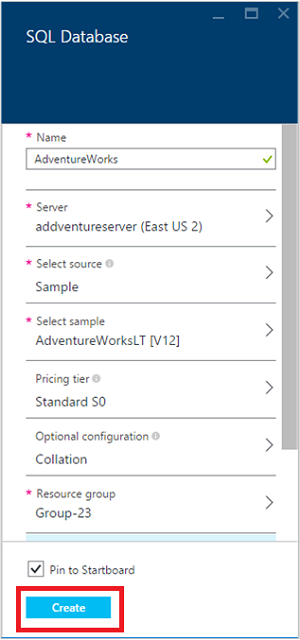 SQL Database
* Name
AdventureWorks
* Server
addventureserver (East US 2)
* Select source
Sample
* Select sample
AdventureWorksLT [V12]
Pricing tier
Standard S0
Optional configuration
Collation
* Resource group
Group-23
Pin to Startboard
Create